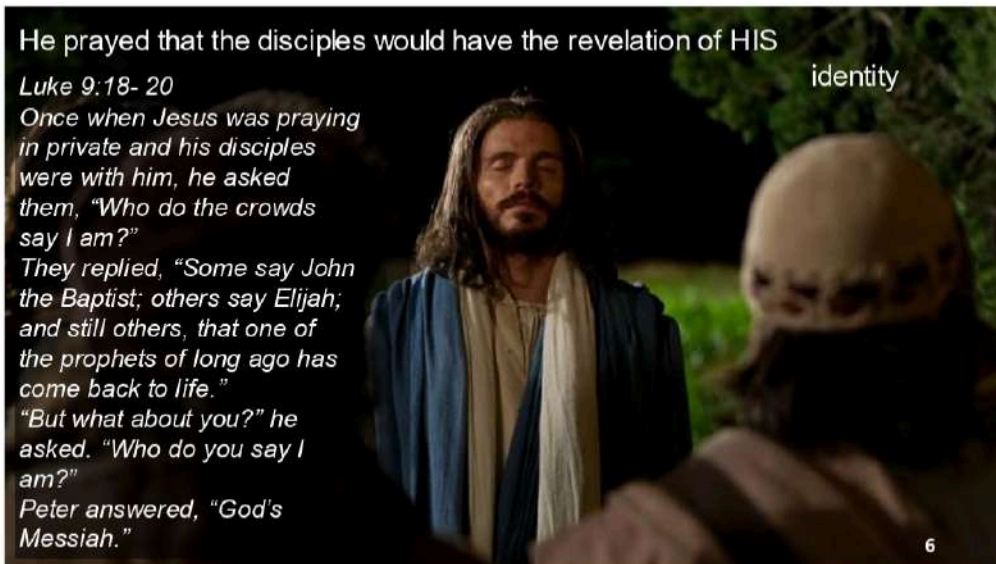 He prayed that the disciples would have the revelation of HIS
identity
Luke 9:18- 20
Once when Jesus was praying
in private and his disciples
were with him, he asked
them, “Who do the crowds
say I am?”
They replied, “Some say John
the Baptist; others say Elijah;
and still others, that one of
the prophets of long ago has
come back to life.”
“But what about you?” he
asked. “Who do you say I
am?”
Peter answered, “God’s
Messiah.”
6